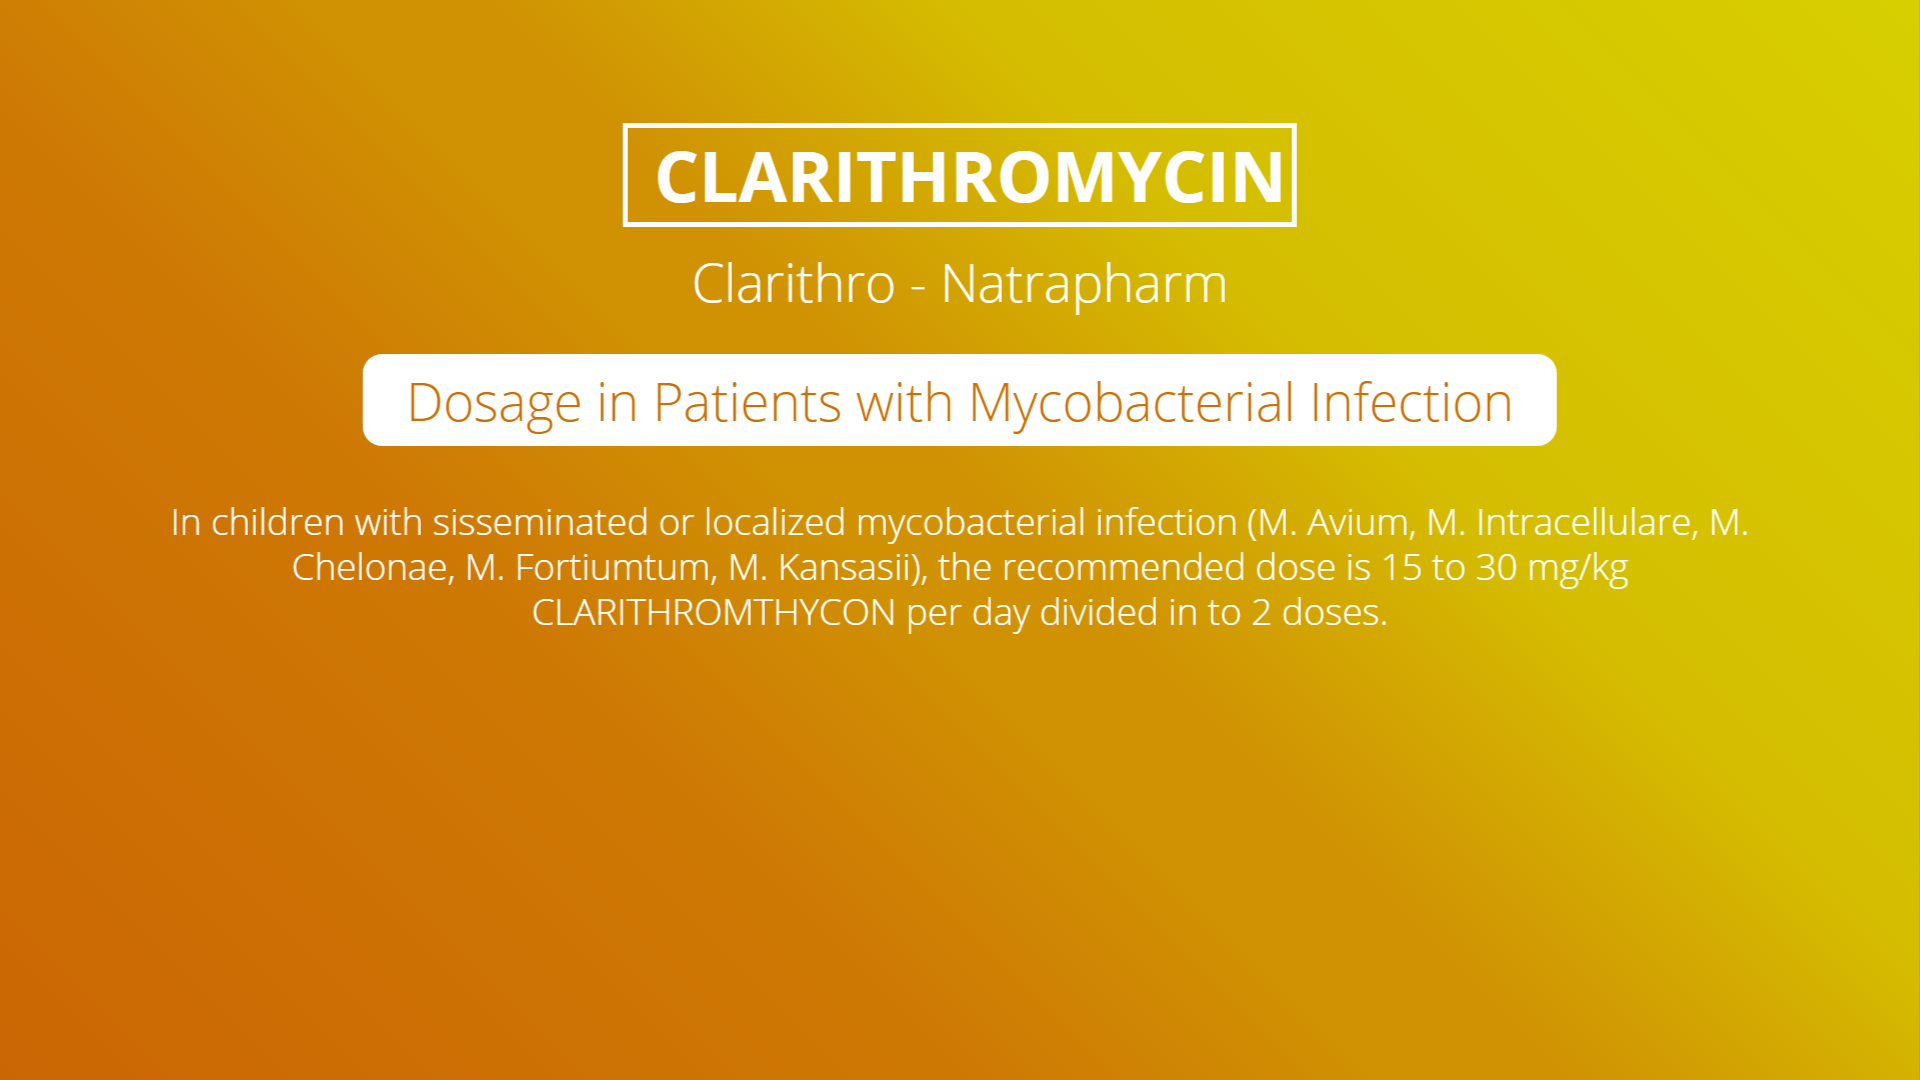 CLARITHROMYCIN
Clarithro - Natrapharm
Dosage in Patients with Mycobacterial Infection
In children with sisseminated or localized mycobacterial infection (M. Avium, M. Intracellulare, M.
Chelonae, M. Fortiumtum, M. Kansasii), the recommended dose is 15 to 30 mg/kg
CLARITHROMTHYCON per day divided in to 2 doses.